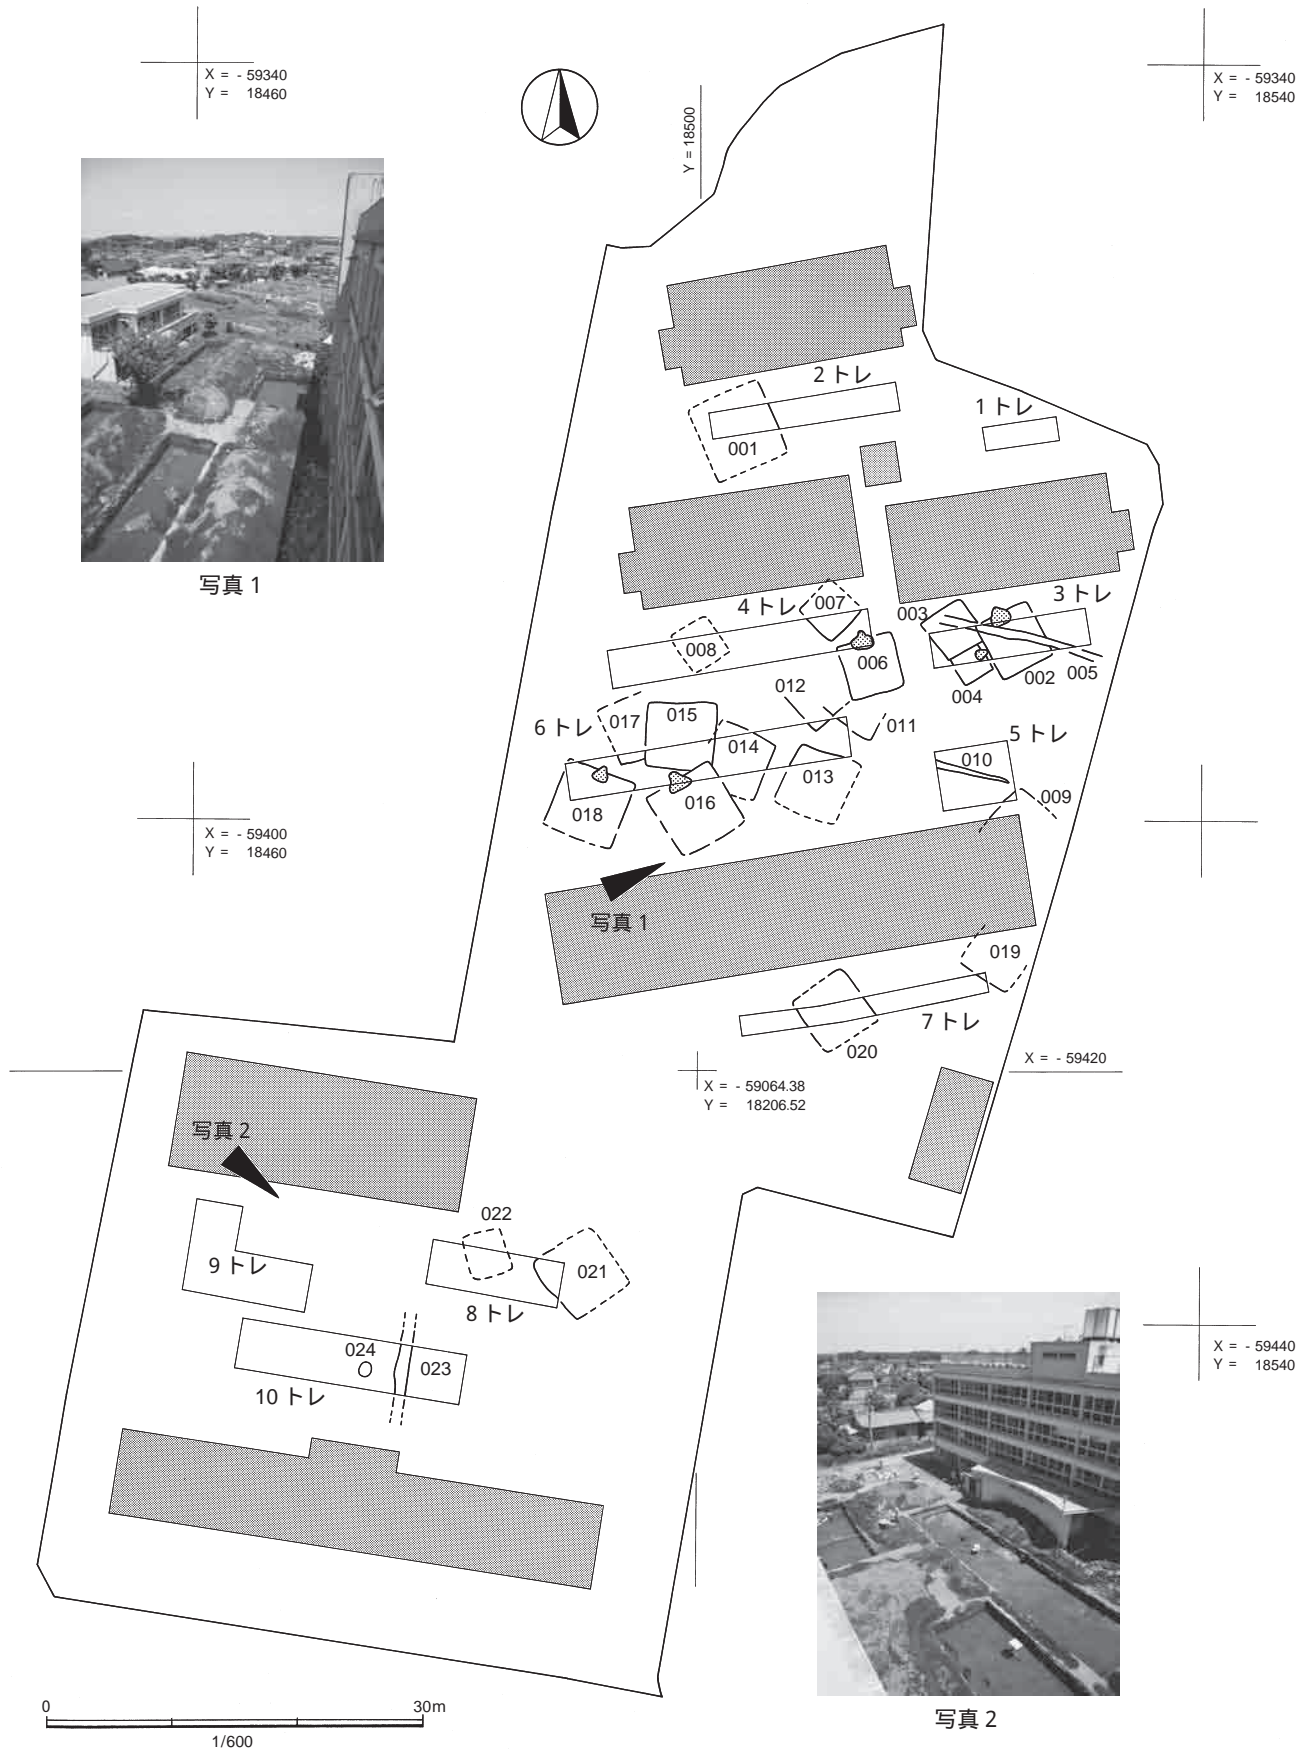 X = - 59340
Y = 18460
Y = 18500
X = - 59340
Y = 18540
写真 1
2 トレ
1 トレ
001
3 トレ
4 トレ
007
003
008
006
004
002
005
012
017
015
6 トレ
014
011
5 トレ
010
013
009
018
016
X = - 59400
Y = 18460
写真 1
019
7 トレ
020
X = - 59420
X = - 59064.38
Y = 18206.52
写真 2
022
9 トレ
021
8 トレ
024
023
10 トレ
X = - 59440
Y = 18540
写真 2
0
30m
1/600